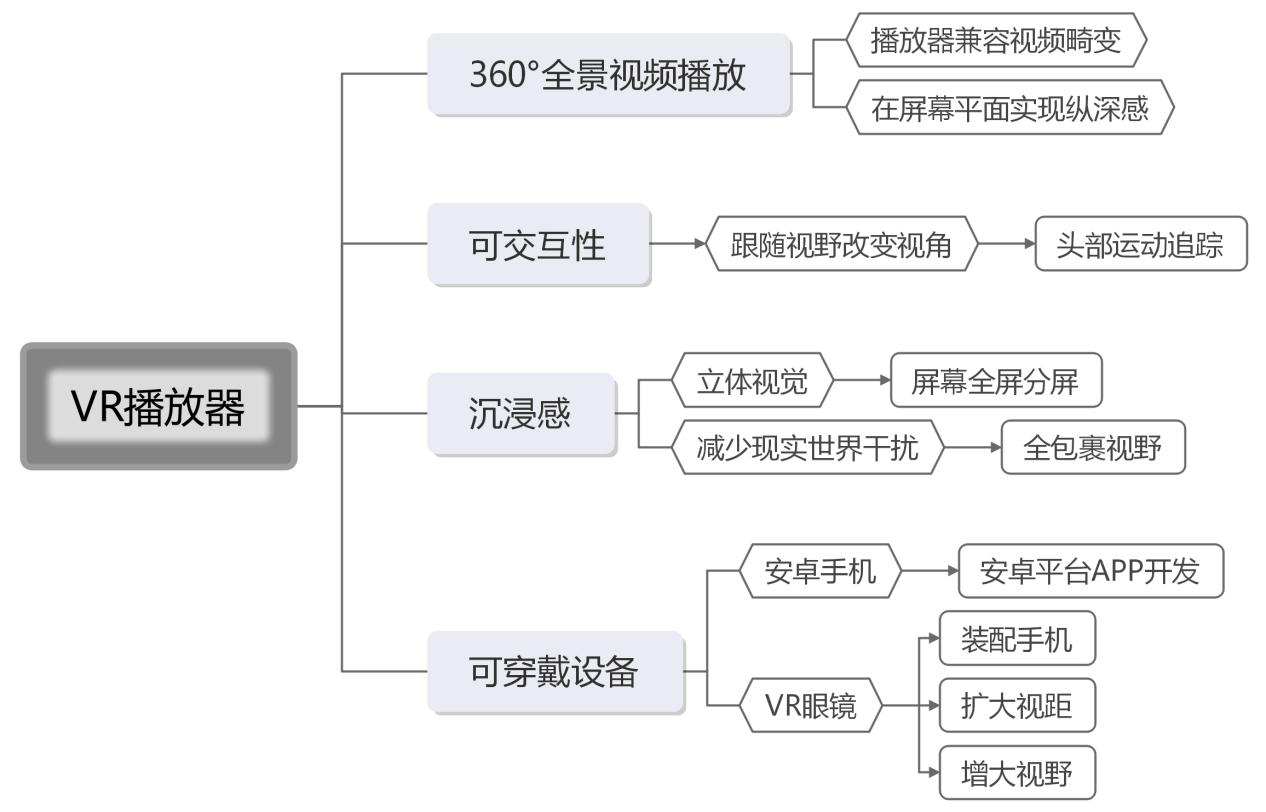 360°全景视频播放
播放器兼容视频畸变
在屏幕平面实现纵深感
可交互性
跟随视野改变视角
头部运动追踪
VR播放器
沉浸感
立体视觉
屏幕全屏分屏
减少现实世界干扰
全包裹视野
可穿戴设备
安卓手机
安卓平台APP开发
VR眼镜
装配手机
扩大视距
增大视野